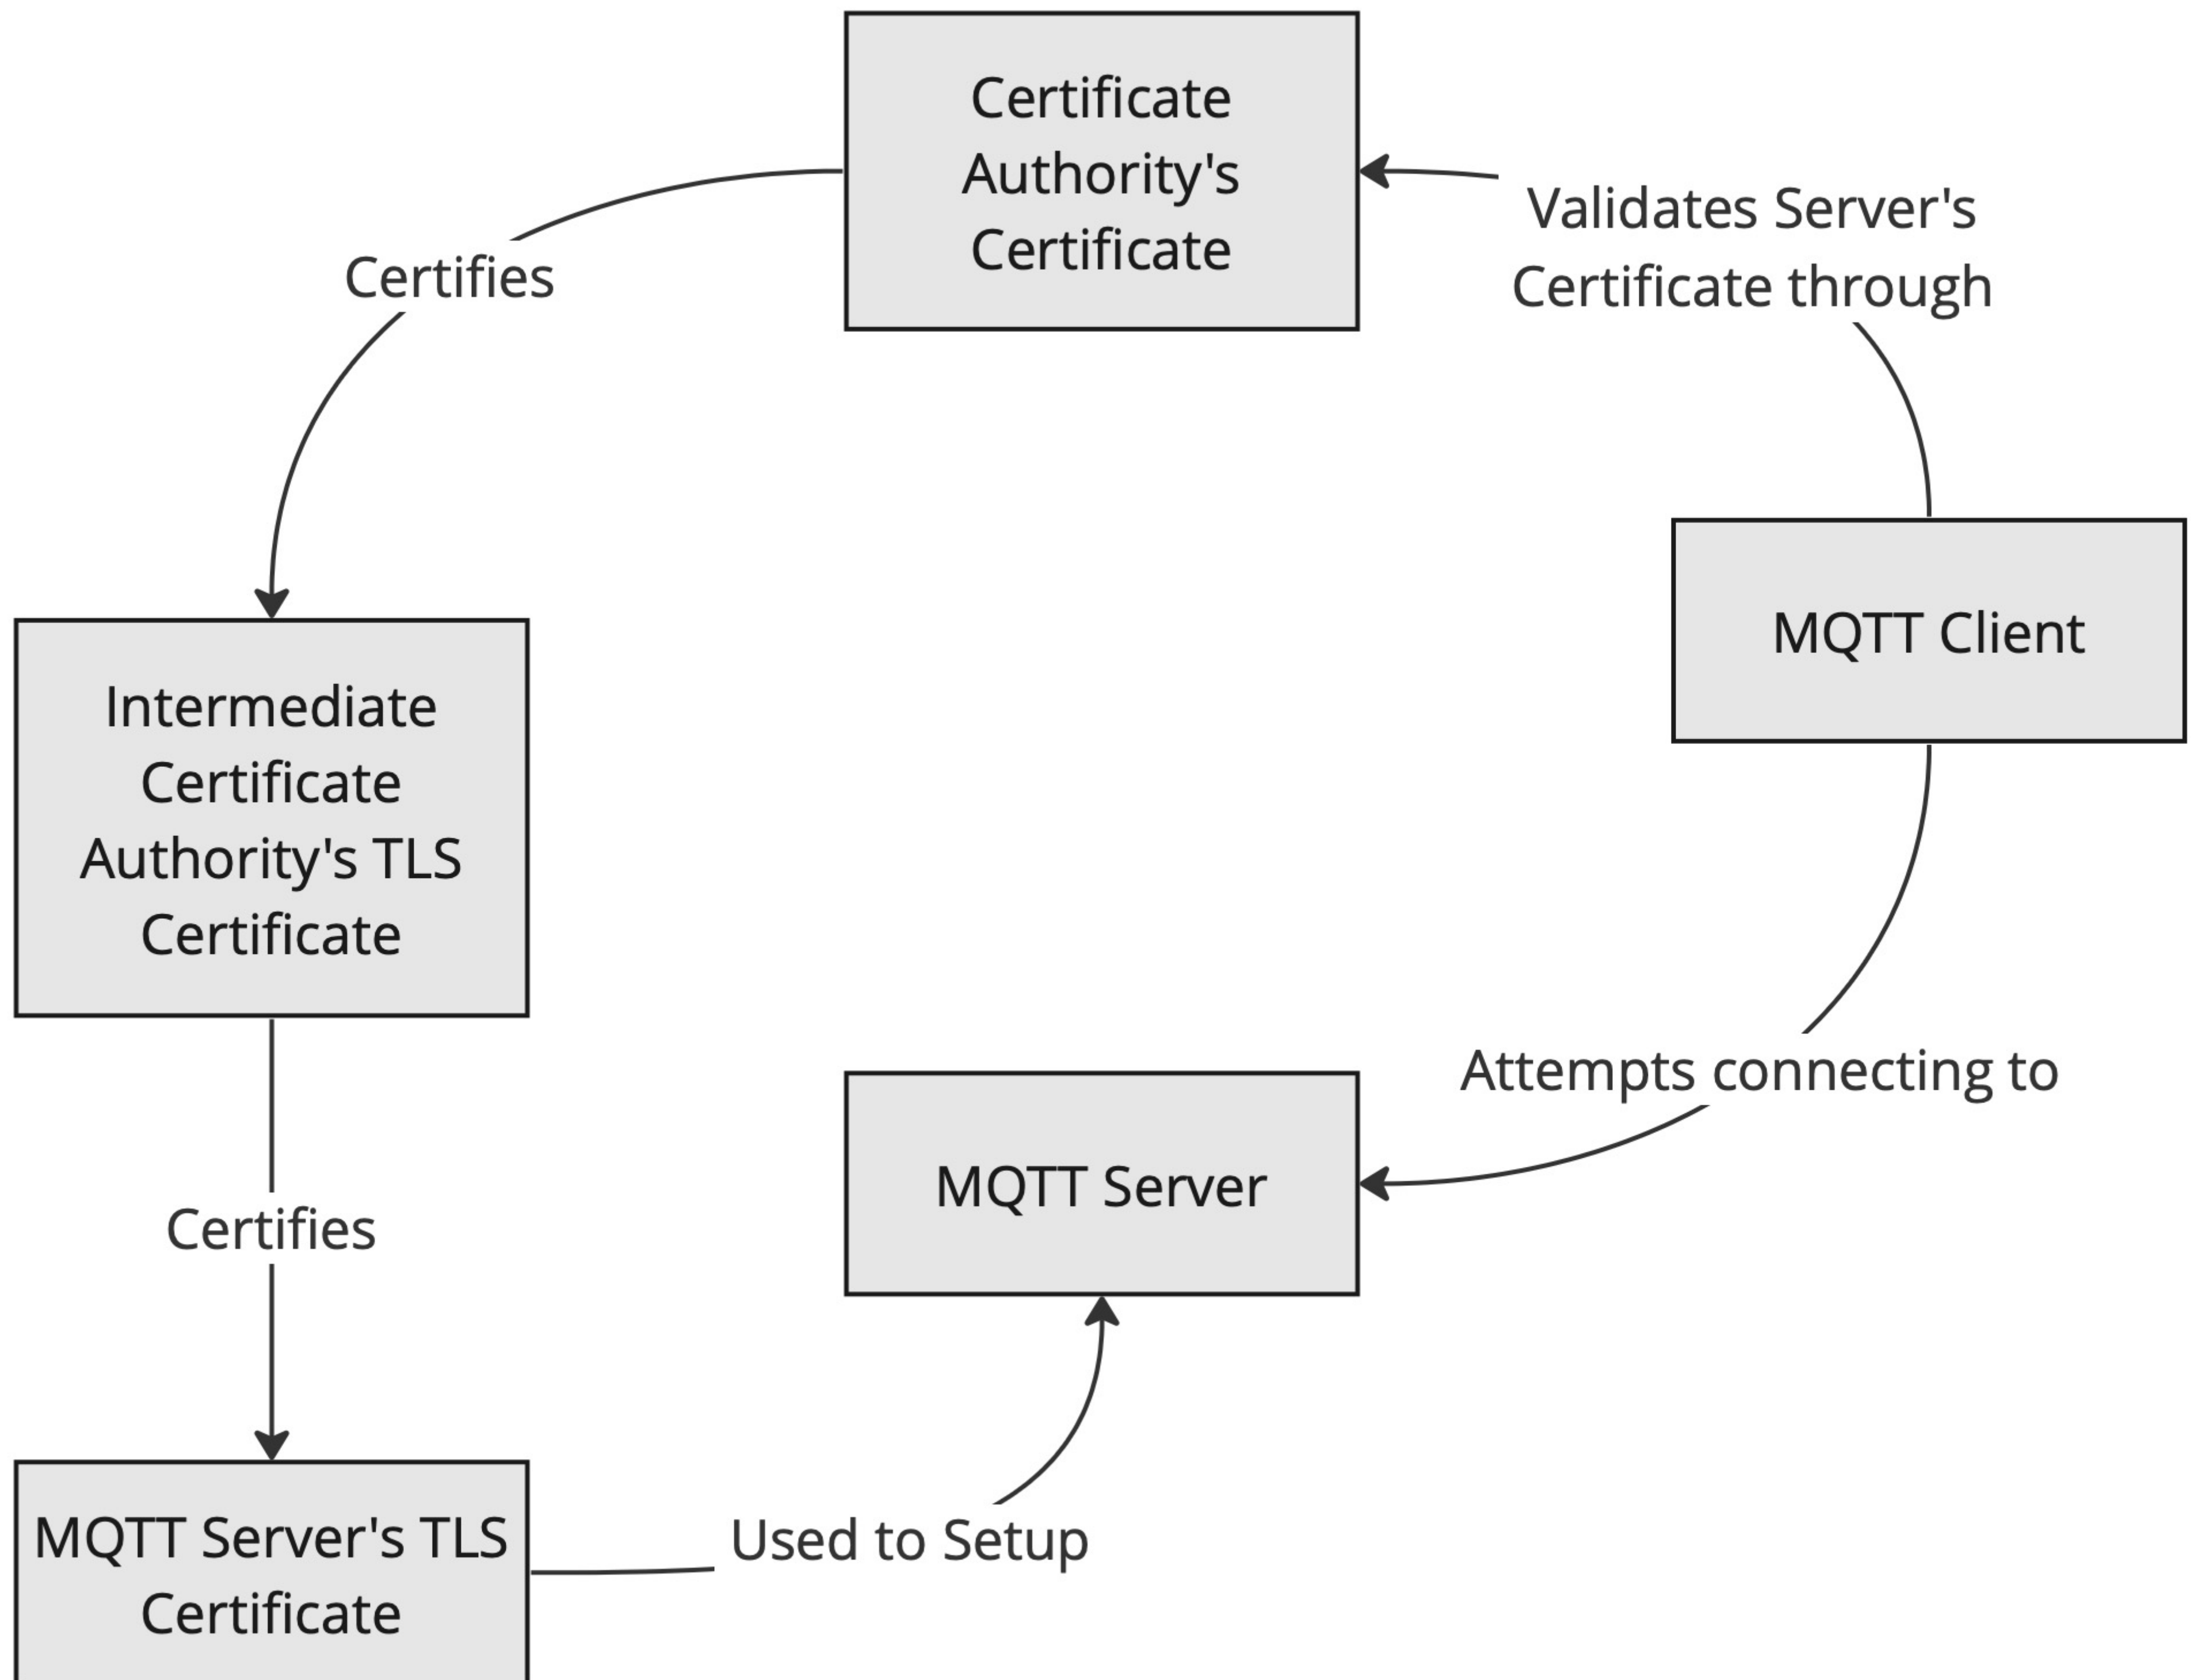 Certificate
Authority's
Certificate
Validates Server's
Certificate through
Certifies
MQTT Client
Intermediate
Certificate
Authority's TLS
Certificate
Attempts connecting to
MQTT Server
Certifies
MQTT Server's TLS
Certificate
Used to Setup